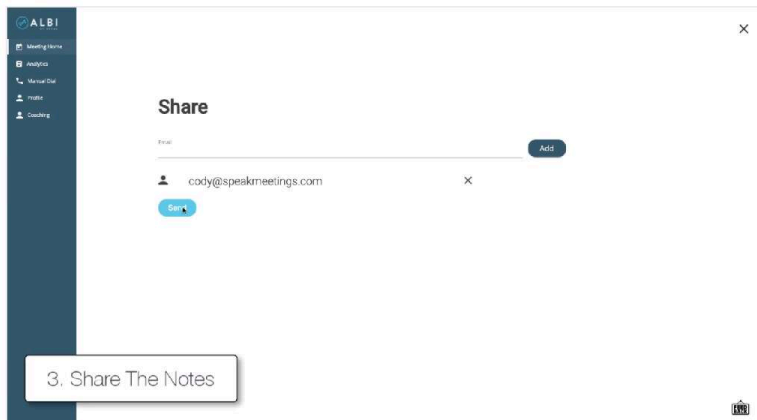 ALBI
Meeting Home
Analytics
Manual Dial
Profile
Coaching
Share
Email
Add
cody@speakmeetings.com
Send
3. Share The Notes